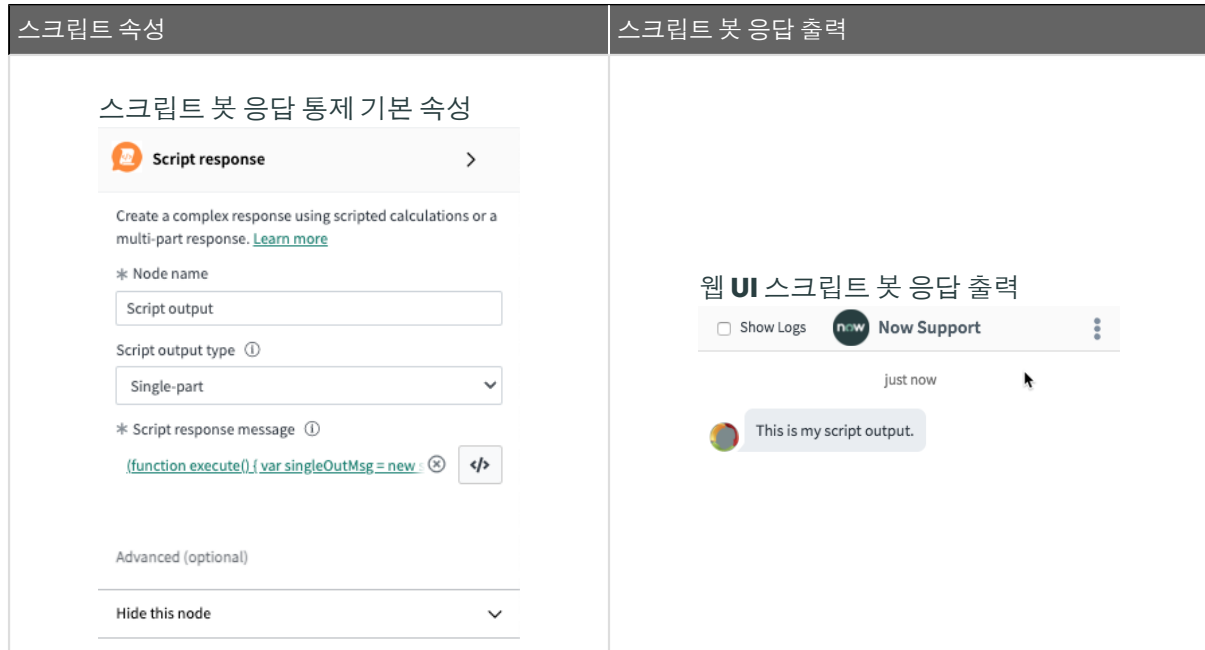 스크립트 속성
스크립트 봇 응답 출력
스크립트 봇 응답 통제 기본 속성
Script response
Create a complex response using scripted calculations or a
multi-part response. Learn more
* Node name
Script output
Script output type
Single-part
* Script response message
(function execute() { var singleOutMsg = new
</>
Advanced (optional)
Hide this node
웹 UI 스크립트 봇 응답 출력
Show Logs
now
Now Support
just now
This is my script output.